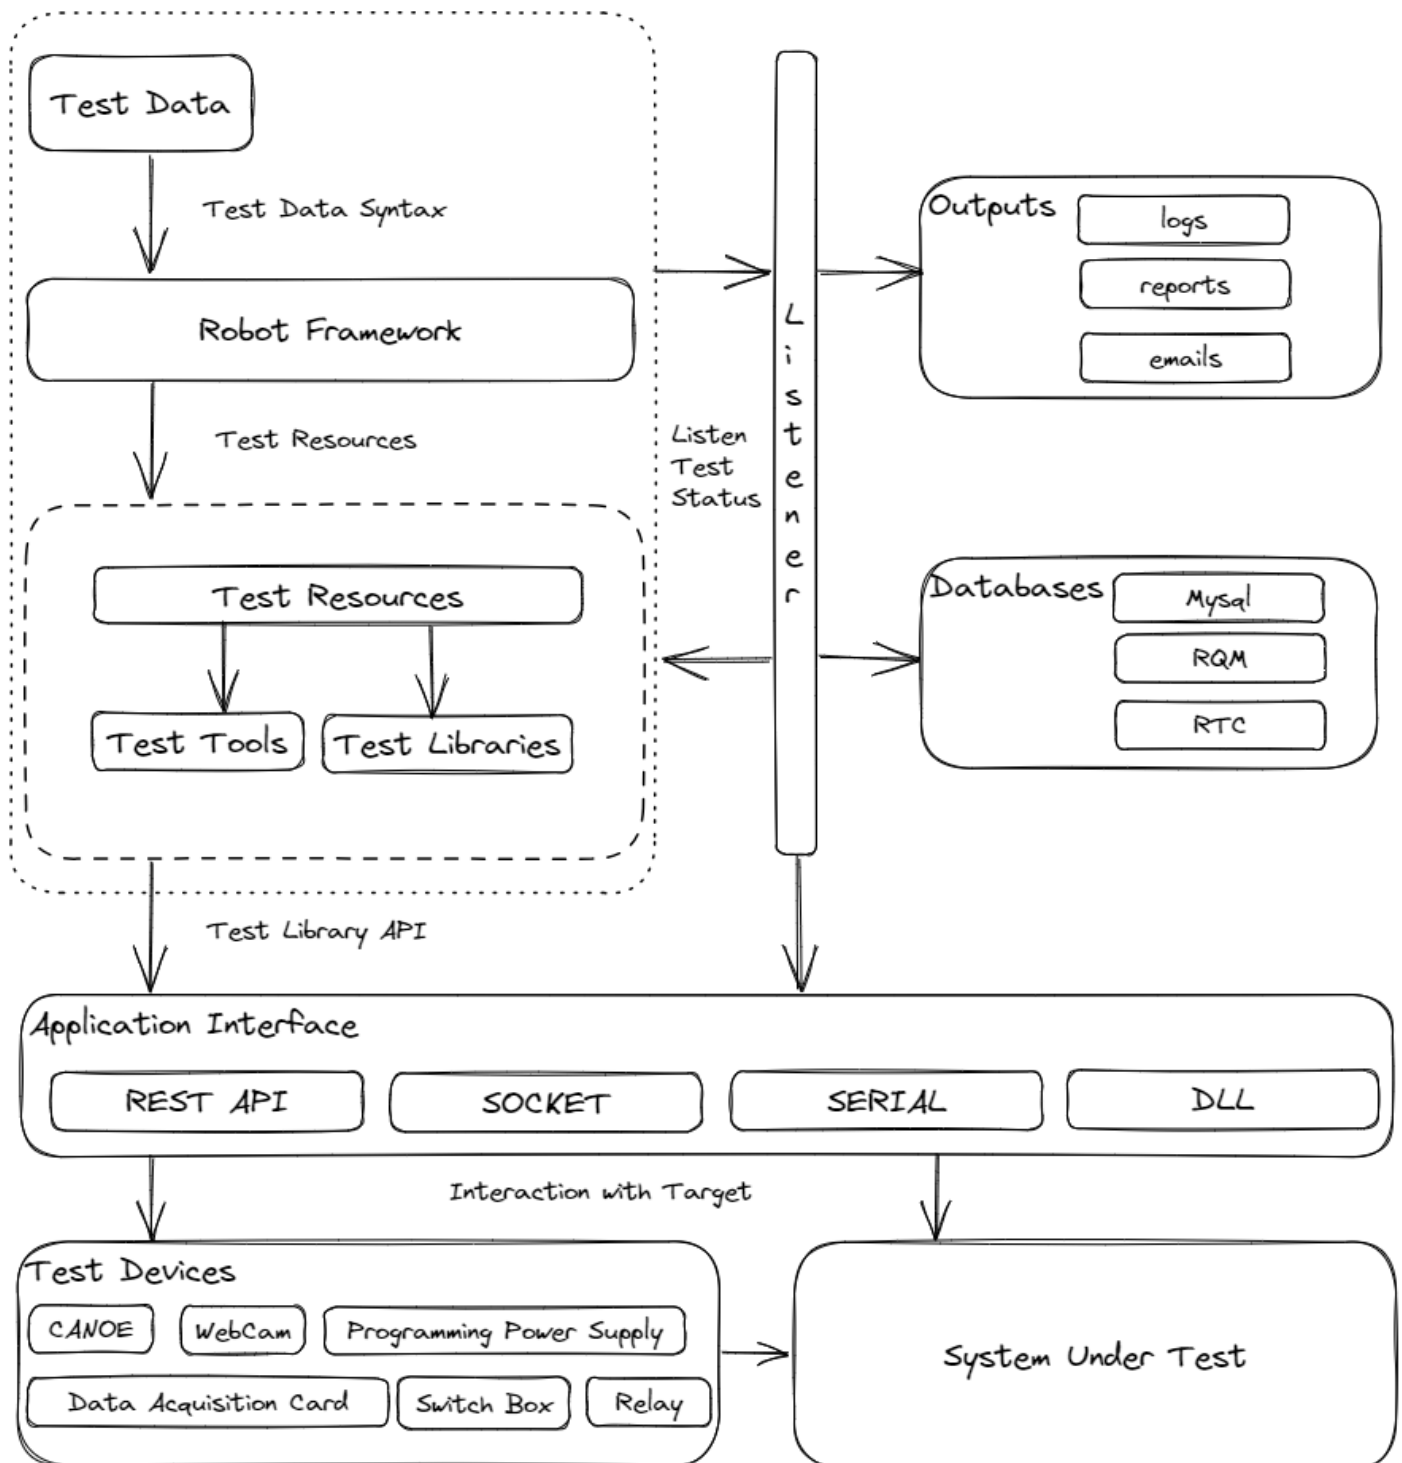 Test Data
Test Data Syntax
Robot Framework
Test Resources
Test Resources
Test Tools
Test Libraries
Test Library API
Listen
Test
Status
Listener
Outputs
logs
reports
emails
Databases
Mysql
RQM
RTC
Application Interface
REST API
SOCKET
SERIAL
DLL
Interaction with Target
Test Devices
CANOE
WebCam
Programming Power Supply
Data Acquisition Card
Switch Box
Relay
System Under Test